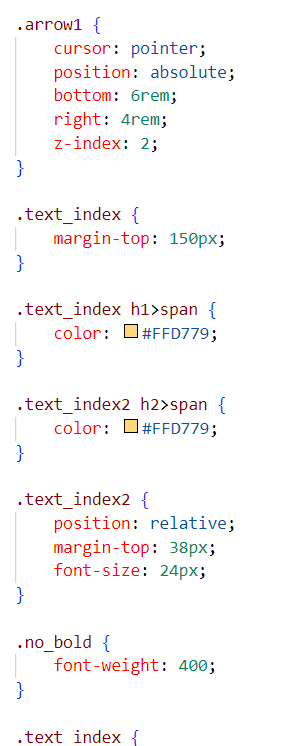 .arrow1 {
    cursor: pointer;
    position: absolute;
    bottom: 6rem;
    right: 4rem;
    z-index: 2;
}

.text_index {
    margin-top: 150px;
}

.text_index h1>span {
    color: #FFD779;
}

.text_index2 h2>span {
    color: #FFD779;
}

.text_index2 {
    position: relative;
    margin-top: 38px;
    font-size: 24px;
}

.no_bold {
    font-weight: 400;
}

.text index {